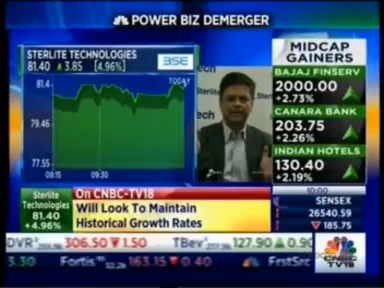 POWER BIZ DEMERGER
STERLITE TECHNOLOGIES
81.40 ▲ 3.85 [4.96%]
BSE
81.4
TODAY
79.46
77.55
09:15
09:30
tech
Sterlite
MIDCAP
GAINERS
BAJAJ FINSERV
2000.00
+2.73%
CANARA BANK
203.75
+2.26%
INDIAN HOTELS
130.40
+2.19%
Sterlite
Technologies
81.40
+4.96%
On CNBC-TV18
Will Look To Maintain
Historical Growth Rates
10:00
SENSEX
26540.59
▼ 185.75
DVR 306.50 ▼ 1.50 TBev 127.90 ▲ 0.90
3.30 Fortis 163.15 ▼ 0.40 FrstSrc
CNBC
TV18